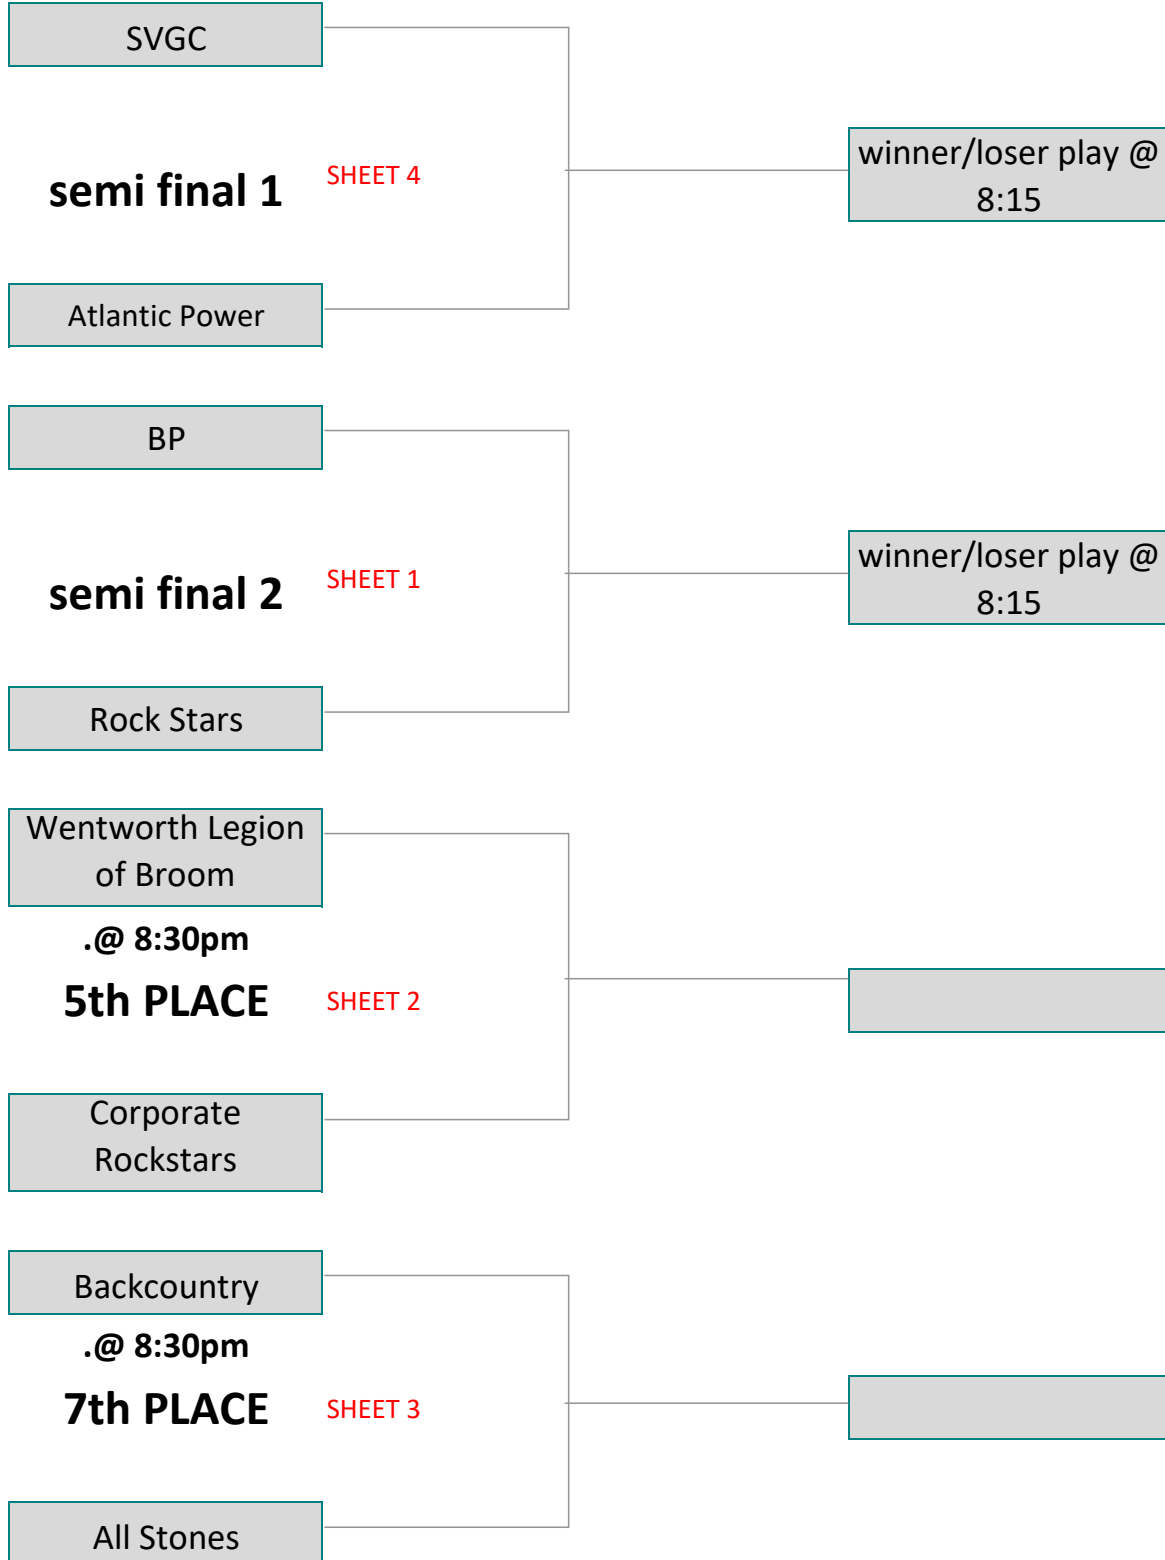 SVGC
semi final 1
SHEET 4
winner/loser play @
8:15
Atlantic Power
BP
semi final 2
SHEET 1
winner/loser play @
8:15
Rock Stars
Wentworth Legion
of Broom
.@ 8:30pm
5th PLACE
SHEET 2
Corporate
Rockstars
Backcountry
.@ 8:30pm
7th PLACE
SHEET 3
All Stones